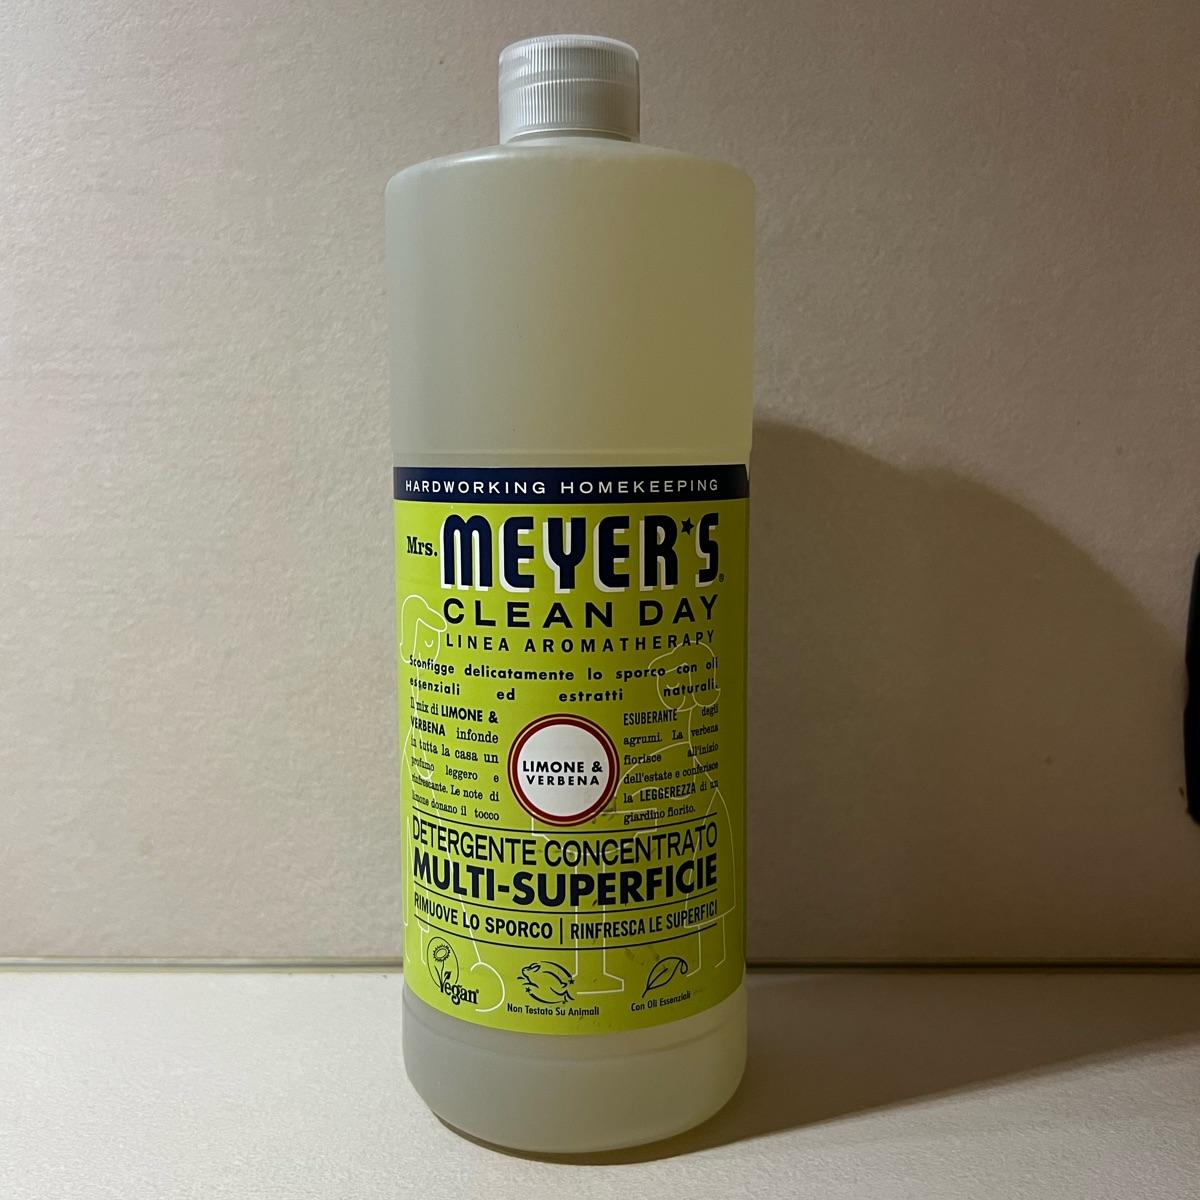 HARDWORKING HOMEKEEPING
Mrs. MEYER'S®
CLEAN DAY
LINEA AROMATHERAPY
Sconfigge delicatamente lo sporco con oli
essenziali ed estratti naturali.
Il mix di LIMONE &
VERBENA infonde
in tutta la casa un
profumo leggero e
rinfrescante. Le note di
limone donano il tocco
LIMONE &
VERBENA
ESUBERANTE degli
agrumi. La verbena
fiorisce all'inizio
dell'estate e conferisce
la LEGGEREZZA di un
giardino fiorito.
DETERGENTE CONCENTRATO
MULTI-SUPERFICIE
RIMUOVE LO SPORCO | RINFRESCA LE SUPERFICI
Vegan
Non Testato Su Animali
Con Oli Essenziali